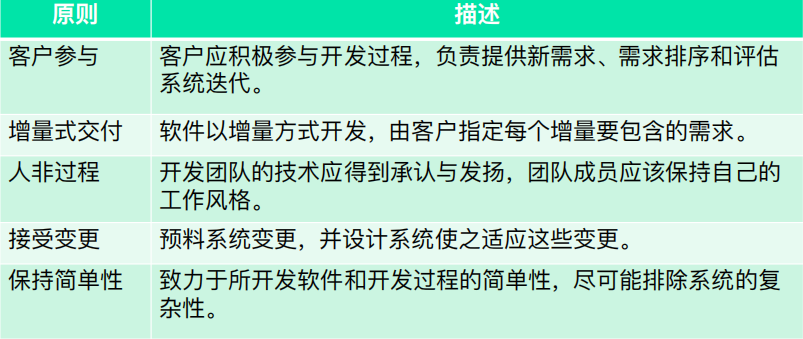 原则 描述
客户参与 客户应积极参与开发过程，负责提供新需求、需求排序和评估
系统迭代。
增量式交付 软件以增量方式开发，由客户指定每个增量要包含的需求。
人非过程 开发团队的技术应得到承认与发扬，团队成员应该保持自己的
工作风格。
接受变更 预料系统变更，并设计系统使之适应这些变更。
保持简单性 致力于所开发软件和开发过程的简单性，尽可能排除系统的复
杂性。